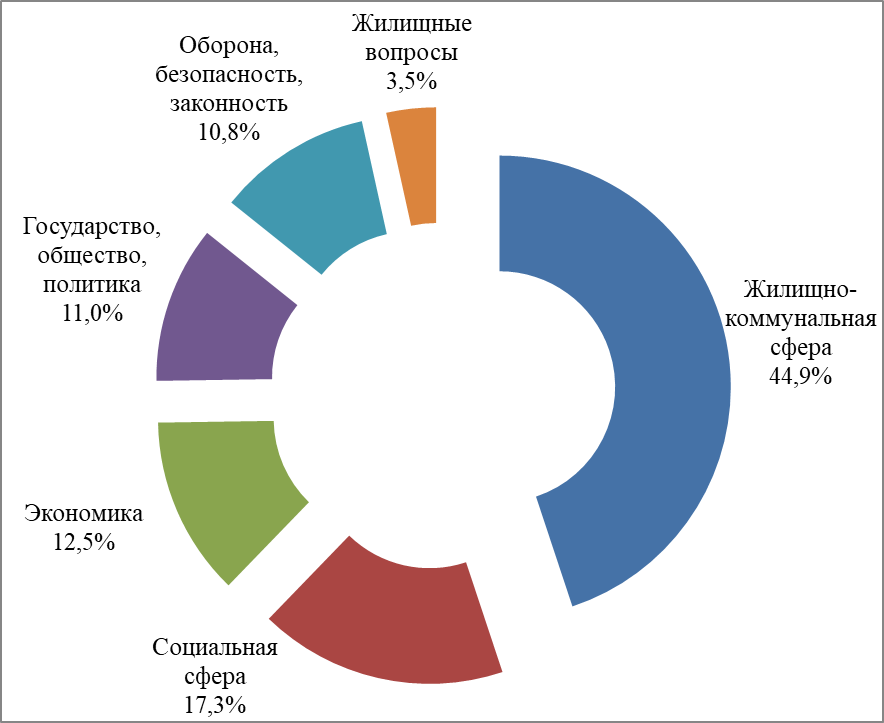 Жилищные
вопросы
3,5%
Оборона,
безопасность,
законность
10,8%
Государство,
общество,
политика
11,0%
Жилищно-
коммунальная
сфера
44,9%
Экономика
12,5%
Социальная
сфера
17,3%